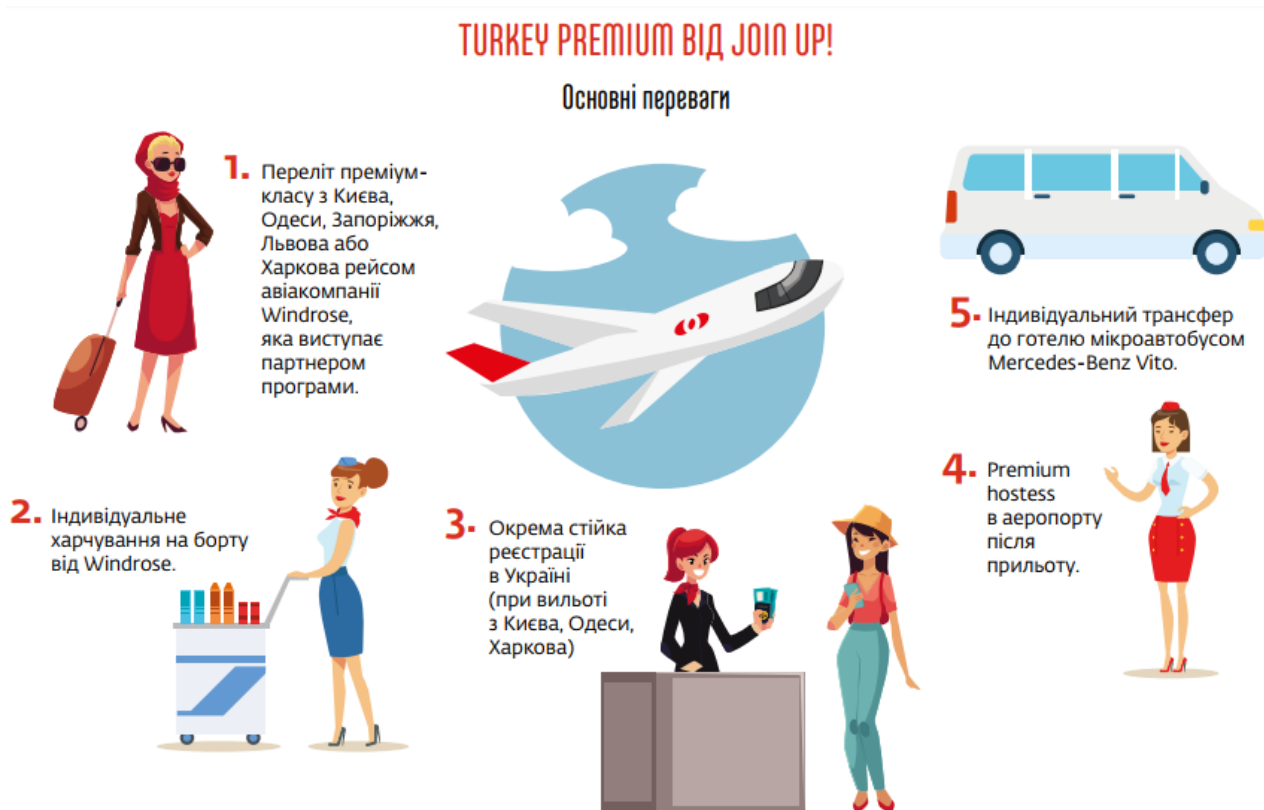 TURKEY PREMIUM ВІД JOIN UP!
Основні переваги
1. Переліт преміум-
класу з Києва,
Одеси, Запоріжжя,
Львова або
Харкова рейсом
авіакомпанії
Windrose,
яка виступає
партнером
програми.
2. Індивідуальне
харчування на борту
від Windrose.
3. Окрема стійка
реєстрації
в Україні
(при вильоті
з Києва, Одеси,
Харкова)
4. Premium
hostess
в аеропорту
після
прильоту.
5. Індивідуальний трансфер
до готелю мікроавтобусом
Mercedes-Benz Vito.